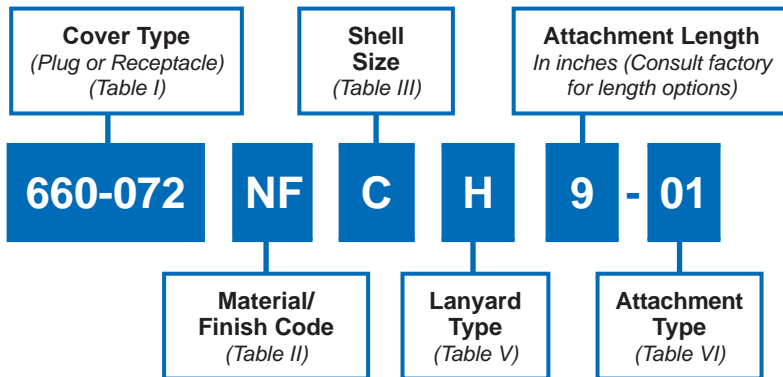 Cover Type
(Plug or Receptacle)
(Table I)
Shell
Size
(Table III)
Attachment Length
In inches (Consult factory
for length options)
660-072 NF C H 9 - 01
Material/
Finish Code
(Table II)
Lanyard
Type
(Table V)
Attachment
Type
(Table VI)